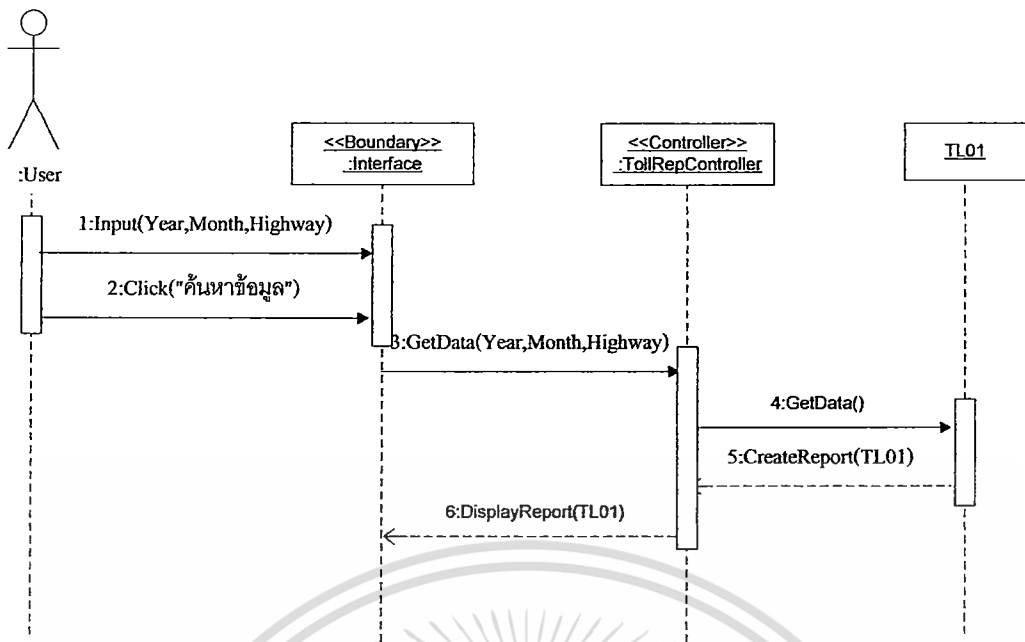 :User
<<Boundary>>
:Interface
<<Controller>>
:TollRepController
TL01
1:Input(Year,Month,Highway)
2:Click("ค้นหาข้อมูล")
3:GetData(Year,Month,Highway)
4:GetData()
5:CreateReport(TL01)
6:DisplayReport(TL01)